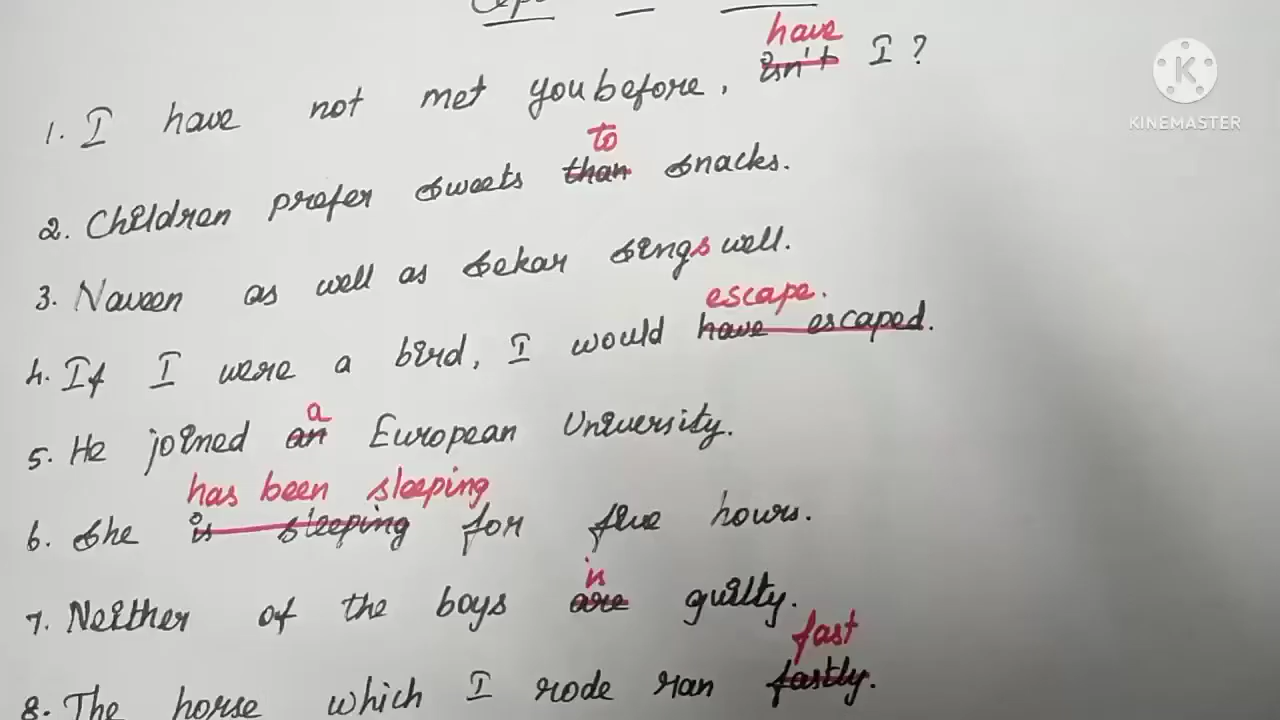 have
1. I have not met you before, isn't I?
to
2. Children prefer sweets than snacks.
3. Naveen as well as Sekar sings well.
escape.
4. If I were a bird, I would have escaped.
a
5. He joined an European University.
has been sleeping
6. She is sleeping for five hours.
is
7. Neither of the boys are guilty.
fast
8. The horse which I rode ran fastly.
K
KINEMASTER